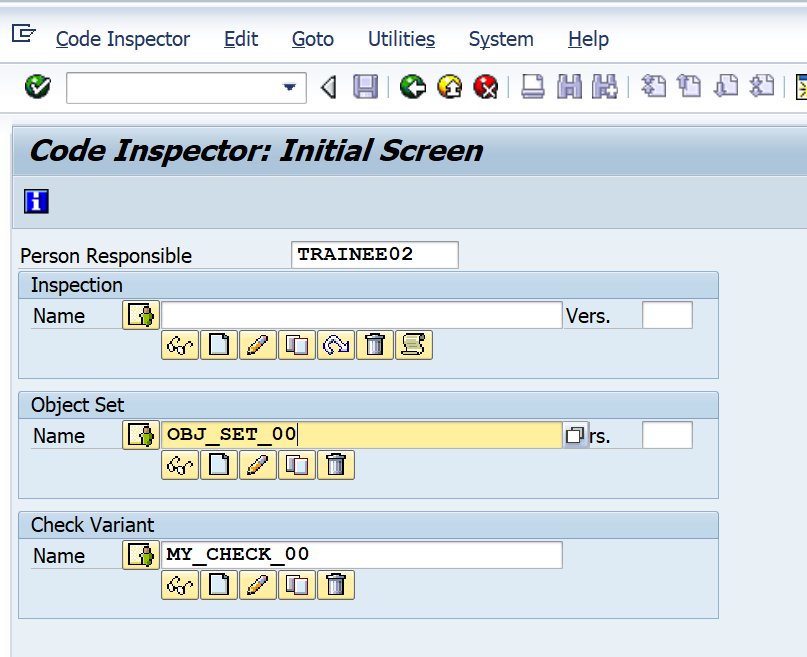 Code Inspector Edit Goto Utilities System Help
Code Inspector: Initial Screen
Person Responsible TRAINEE02
Inspection
Name Vers.
Object Set
Name OBJ_SET_00 rs.
Check Variant
Name MY_CHECK_00